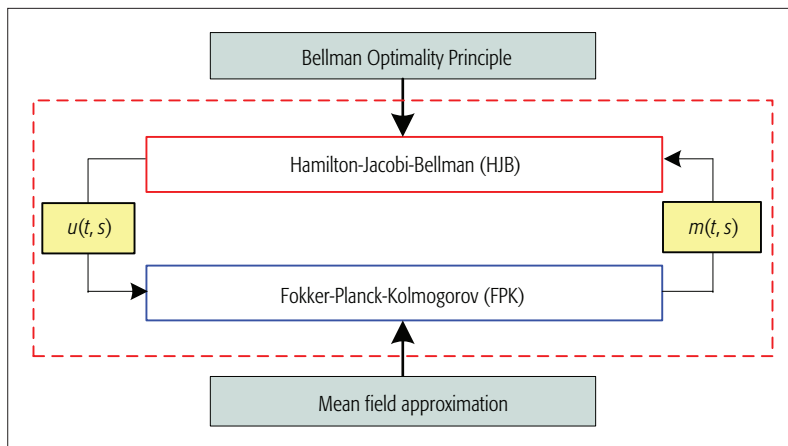 Bellman Optimality Principle
Hamilton-Jacobi-Bellman (HJB)
u(t, s)
m(t, s)
Fokker-Planck-Kolmogorov (FPK)
Mean field approximation